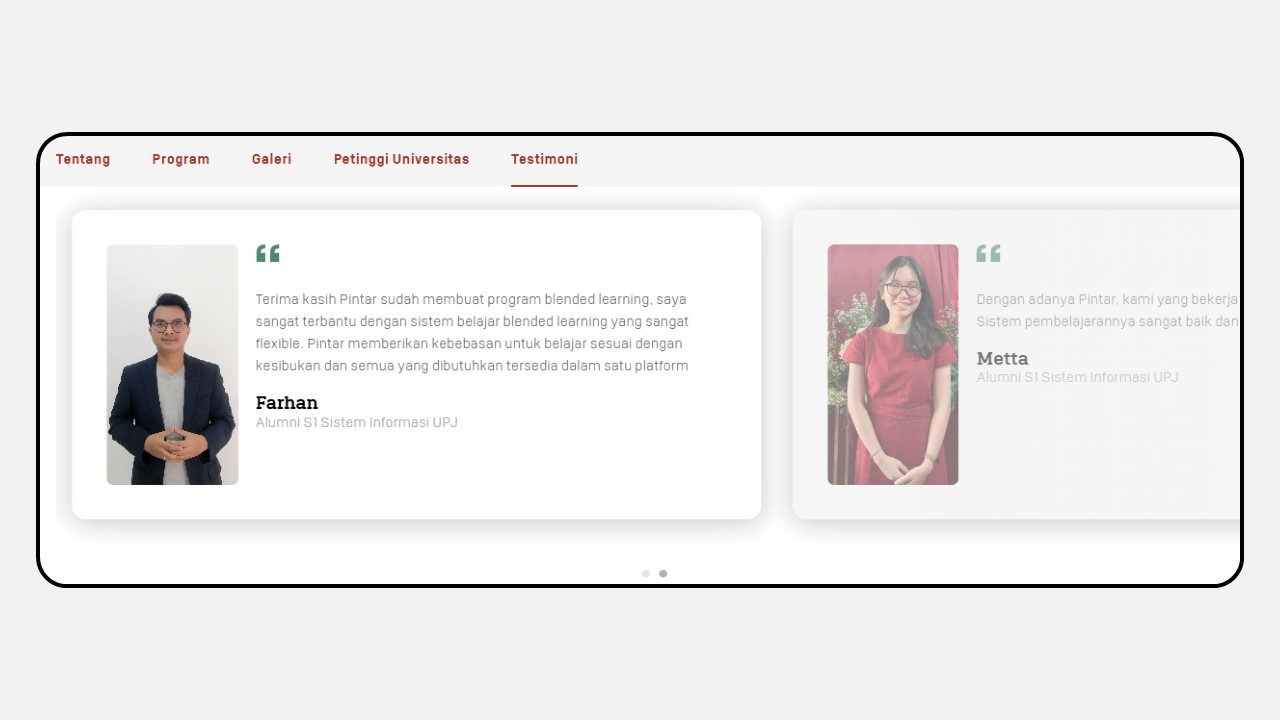 Tentang Program Galeri Petinggi Universitas Testimoni
“
Terima kasih Pintar sudah membuat program blended learning, saya
sangat terbantu dengan sistem belajar blended learning yang sangat
flexible. Pintar memberikan kebebasan untuk belajar sesuai dengan
kesibukan dan semua yang dibutuhkan tersedia dalam satu platform
Farhan
Alumni S1 Sistem Informasi UPJ
“
Dengan adanya Pintar, kami yang bekerja
Sistem pembelajarannya sangat baik dan
Metta
Alumni S1 Sistem Informasi UPJ